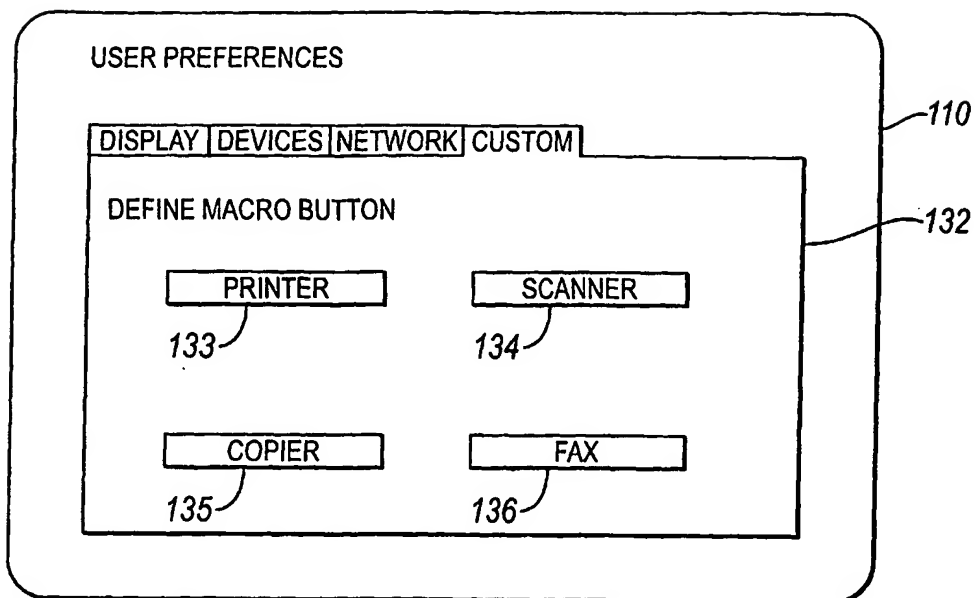 USER PREFERENCES
110
DISPLAY DEVICES NETWORK CUSTOM
132
DEFINE MACRO BUTTON
PRINTER SCANNER
133 134
COPIER FAX
135 136